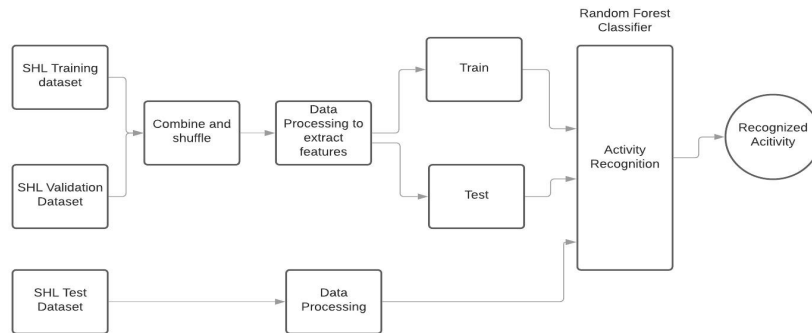 Random Forest
Classifier
SHL Training
dataset
Train
Combine and
shuffle
Data
Processing to
extract
features
Activity
Recognition
Recognized
Acitivity
SHL Validation
Dataset
Test
SHL Test
Dataset
Data
Processing